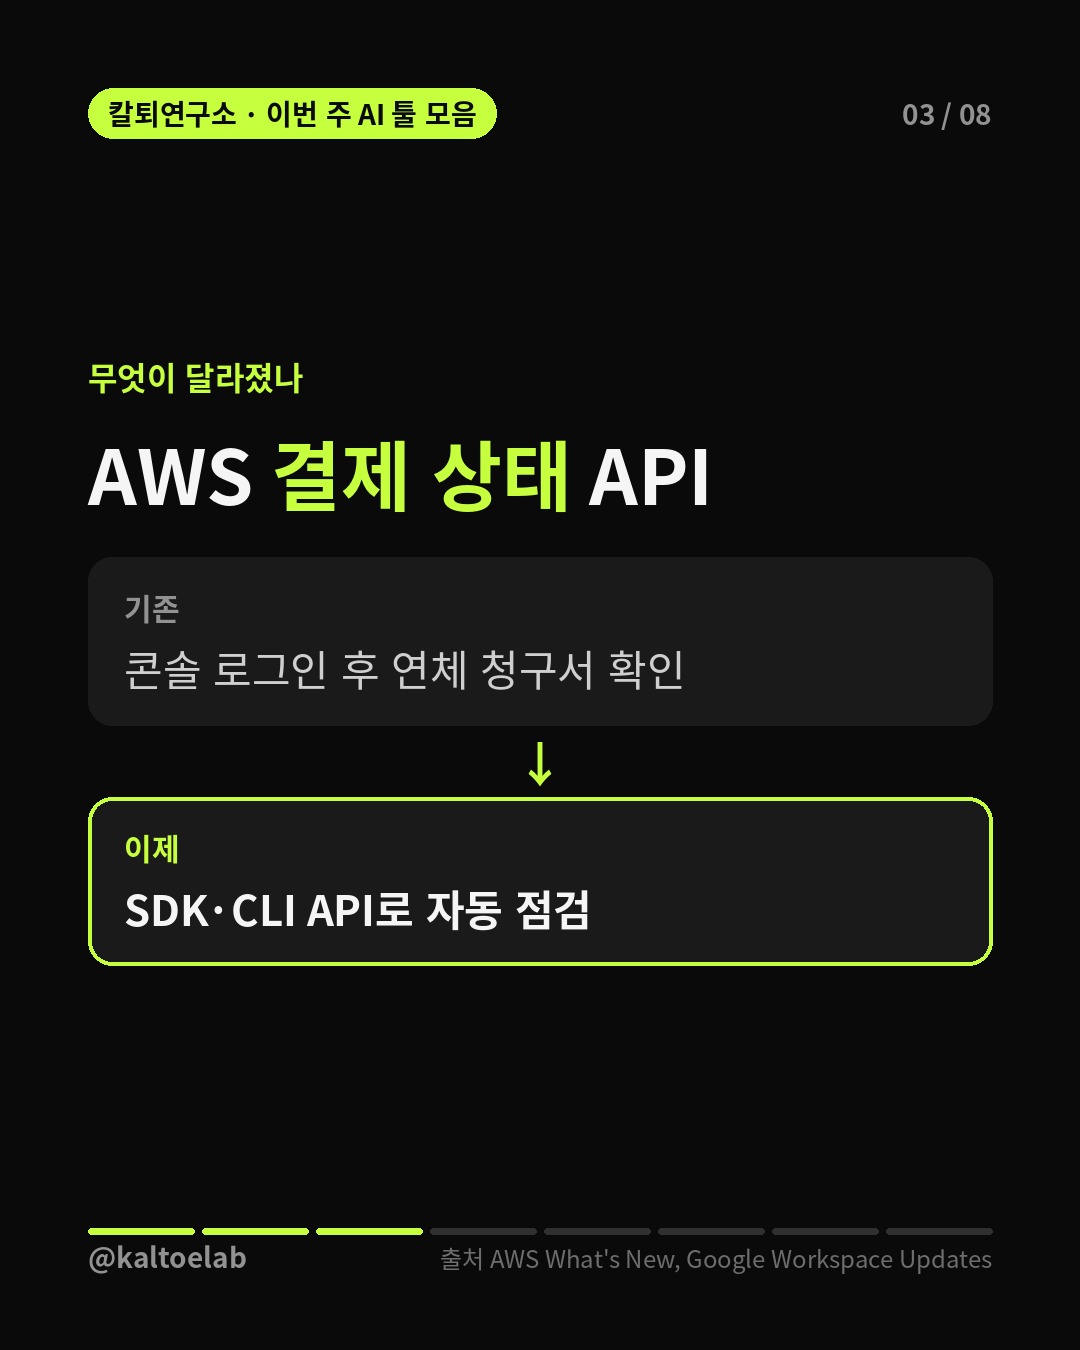 칼퇴연구소 · 이번 주 AI 툴 모음
03 / 08
무엇이 달라졌나
AWS 결제 상태 API
기존
콘솔 로그인 후 연체 청구서 확인
↓
이제
SDK·CLI API로 자동 점검
@kaltoelab
출처 AWS What's New, Google Workspace Updates